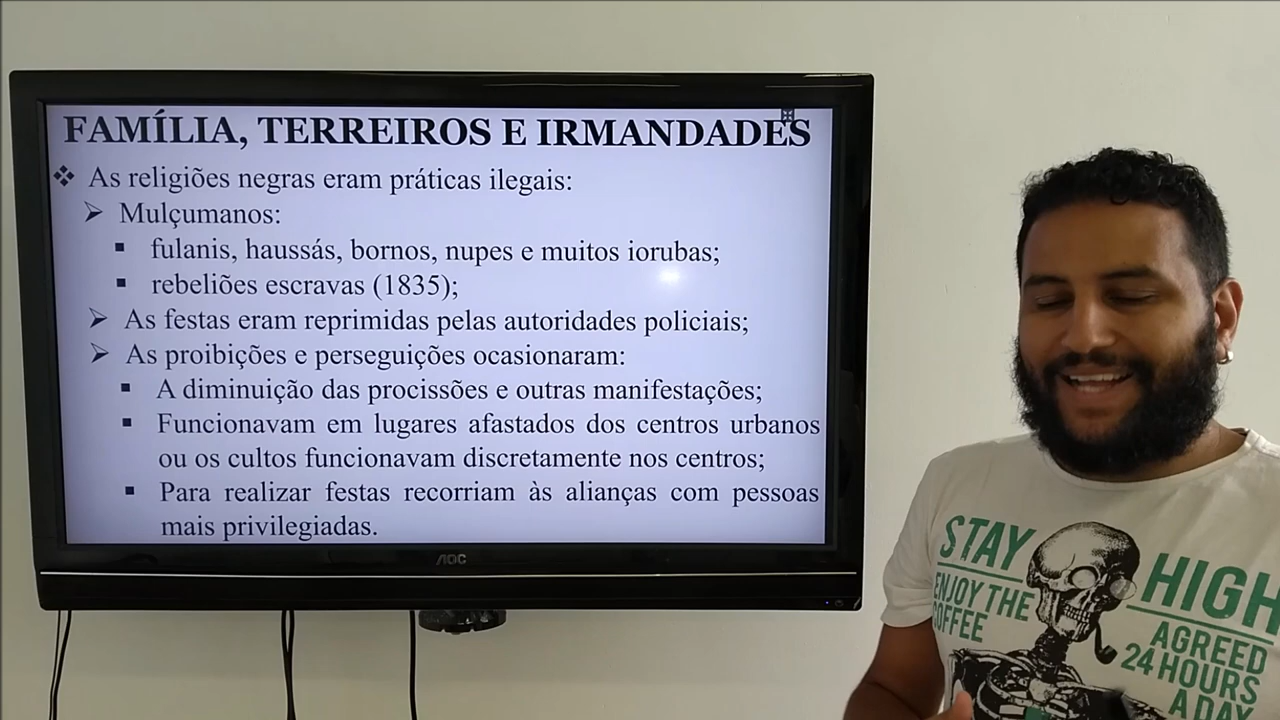 FAMÍLIA, TERREIROS E IRMANDADES
❖ As religiões negras eram práticas ilegais:
➢ Mulçumanos:
▪ fulanis, haussás, bornos, nupes e muitos iorubas;
▪ rebeliões escravas (1835);
➢ As festas eram reprimidas pelas autoridades policiais;
➢ As proibições e perseguições ocasionaram:
▪ A diminuição das procissões e outras manifestações;
▪ Funcionavam em lugares afastados dos centros urbanos
ou os cultos funcionavam discretamente nos centros;
▪ Para realizar festas recorriam às alianças com pessoas
mais privilegiadas.
AOC
STAY
HIGH
ENJOY THE
COFFEE
AGREED
24 HOURS
A DAY